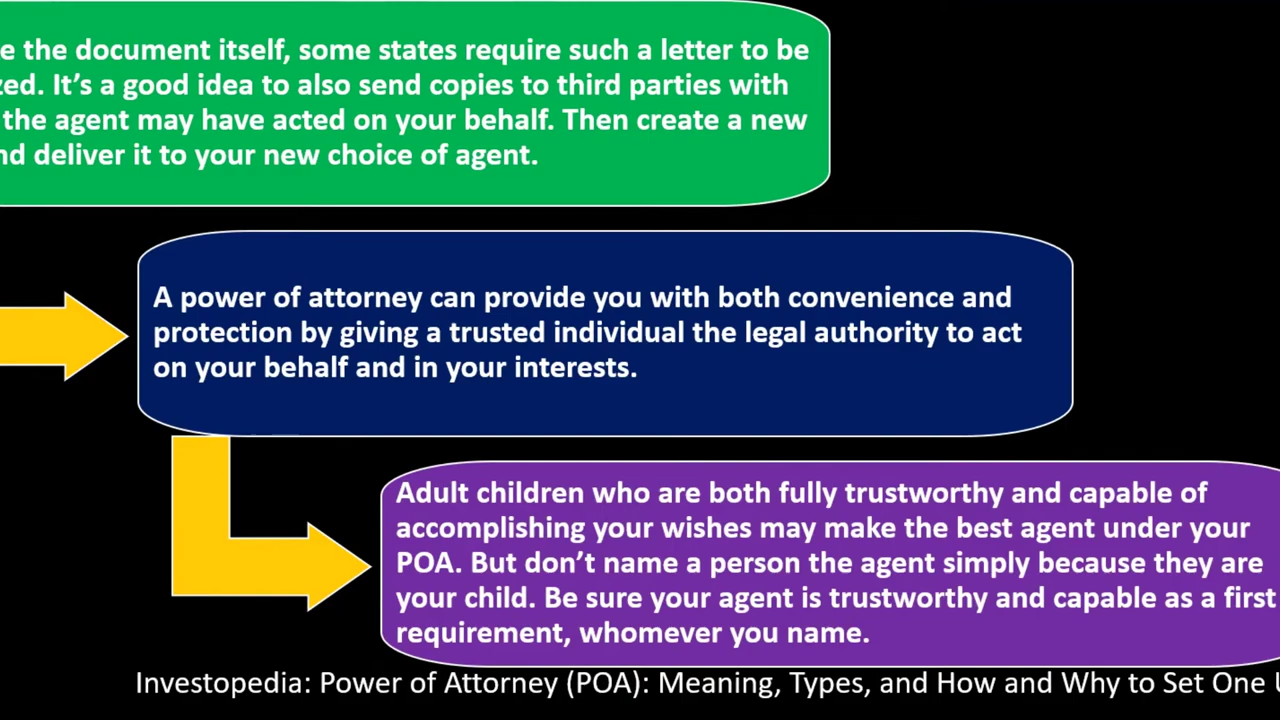 e the document itself, some states require such a letter to be
zed. It’s a good idea to also send copies to third parties with
the agent may have acted on your behalf. Then create a new
nd deliver it to your new choice of agent.
A power of attorney can provide you with both convenience and
protection by giving a trusted individual the legal authority to act
on your behalf and in your interests.
Adult children who are both fully trustworthy and capable of
accomplishing your wishes may make the best agent under your
POA. But don’t name a person the agent simply because they are
your child. Be sure your agent is trustworthy and capable as a first
requirement, whomever you name.
Investopedia: Power of Attorney (POA): Meaning, Types, and How and Why to Set One